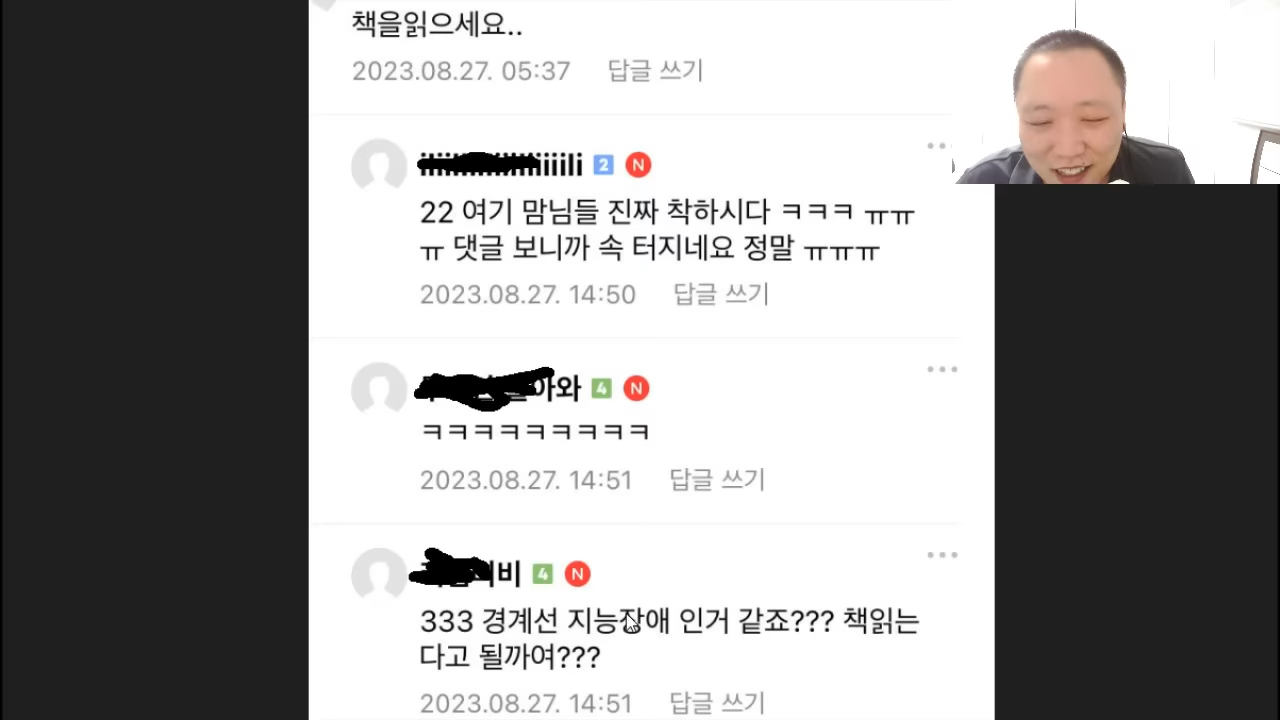 책을읽으세요..
2023.08.27. 05:37 답글 쓰기
2 N
22 여기 맘님들 진짜 착하시다 ㅋㅋㅋ ㅠㅠ
ㅠ 댓글 보니까 속 터지네요 정말 ㅠㅠㅠ
2023.08.27. 14:50 답글 쓰기
4 N
ㅋㅋㅋㅋㅋㅋㅋㅋㅋ
2023.08.27. 14:51 답글 쓰기
4 N
333 경계선 지능장애 인거 같죠??? 책읽는
다고 될까여???
2023.08.27. 14:51 답글 쓰기